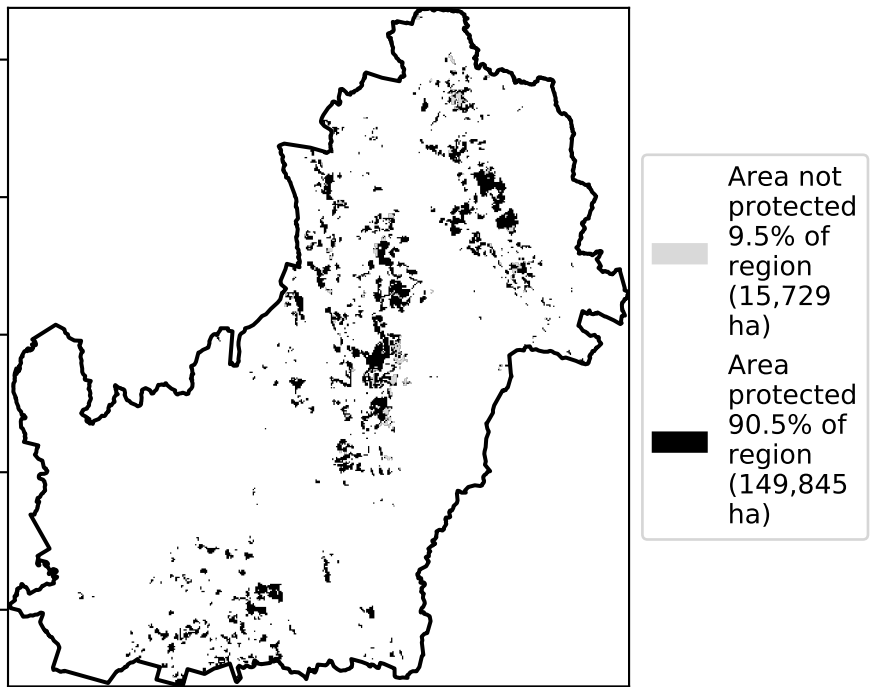 Area not
protected
9.5% of
region
(15,729
ha)
Area
protected
90.5% of
region
(149,845
ha)